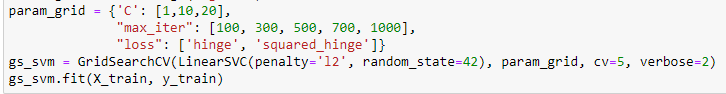 param_grid = {'C': [1,10,20],
"max_iter": [100, 300, 500, 700, 1000],
"loss": ['hinge', 'squared_hinge']}
gs_svm = GridSearchCV(LinearSVC(penalty='l2', random_state=42), param_grid, cv=5, verbose=2)
gs_svm.fit(X_train, y_train)